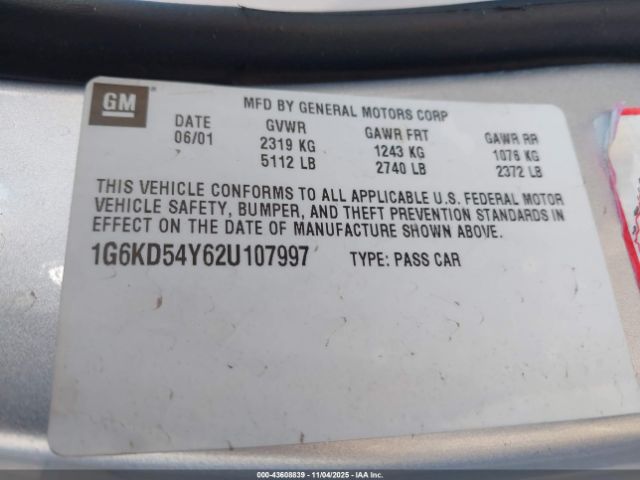 GM
MFD BY GENERAL MOTORS CORP
DATE GVWR GAWR FRT GAWR RR
06/01 2319 KG 1243 KG 1076 KG
5112 LB 2740 LB 2372 LB
THIS VEHICLE CONFORMS TO ALL APPLICABLE U.S. FEDERAL MOTOR
VEHICLE SAFETY, BUMPER, AND THEFT PREVENTION STANDARDS IN
EFFECT ON THE DATE OF MANUFACTURE SHOWN ABOVE.
1G6KD54Y62U107997 TYPE: PASS CAR
000-43608839 - 11/04/2025 - IAAI.COM